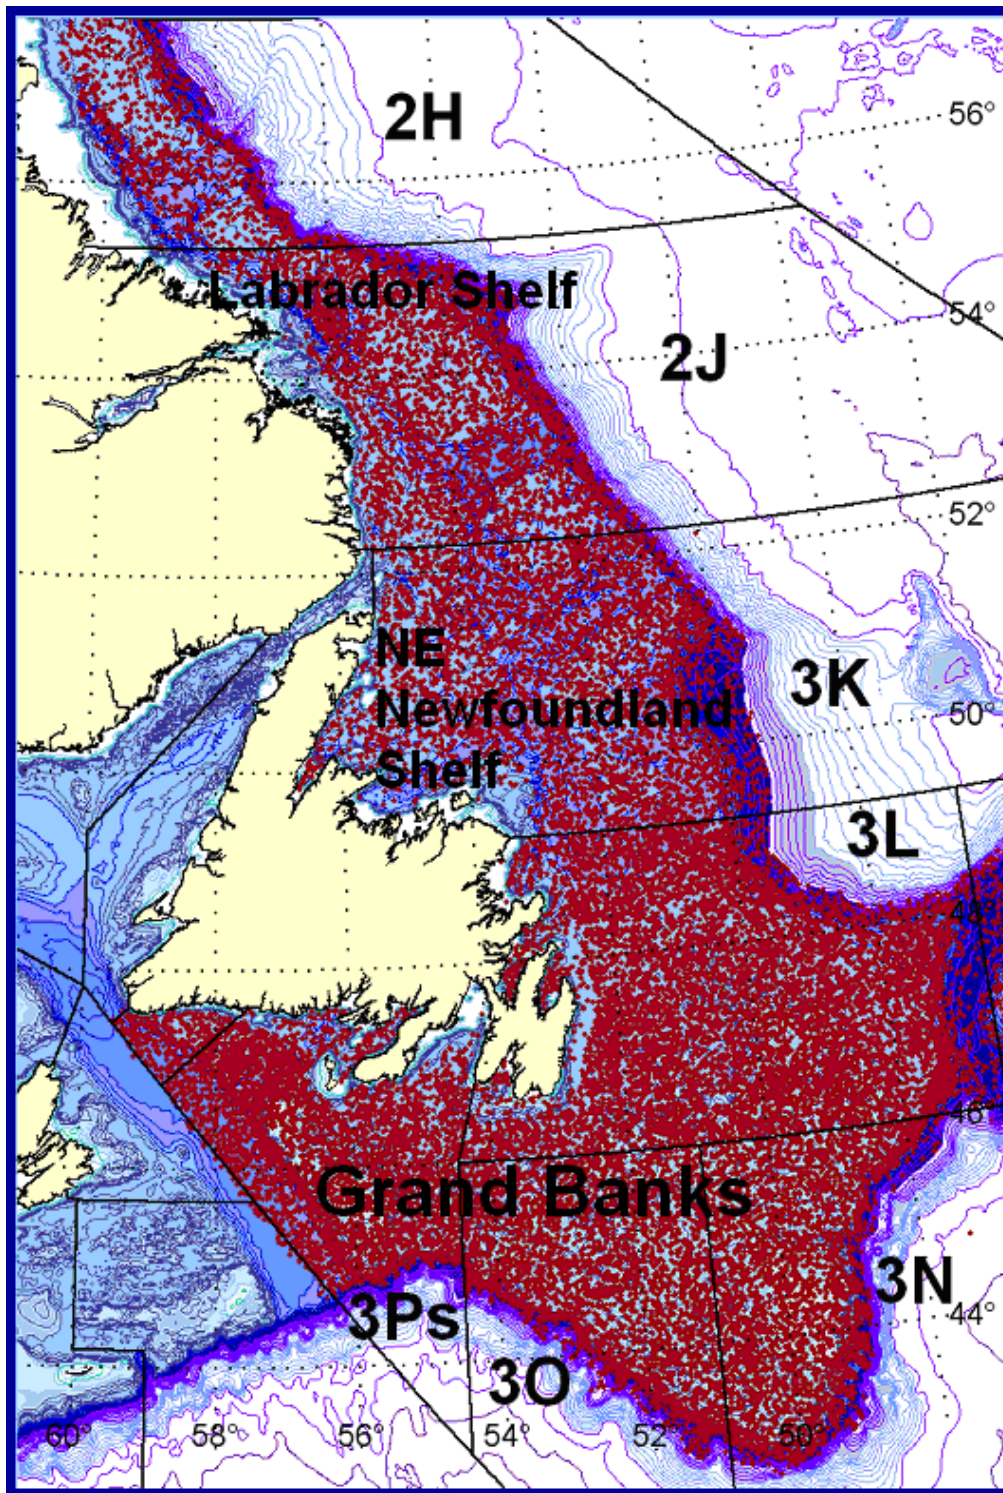 2H
56°
Labrador Shelf
54°
2J
52°
NE
Newfoundland
Shelf
3K
50°
3L
48°
46°
Grand Banks
3N
44°
3Ps
3O
60°
58°
56°
54°
52°
50°